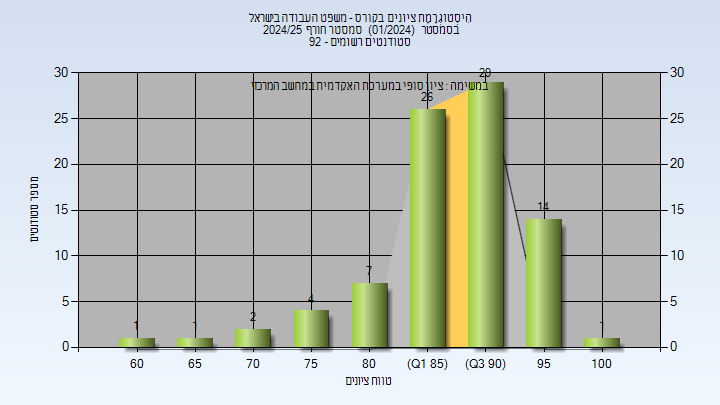 היסטוגרמת ציונים בקורס - משפט העבודה בישראל
בסמסטר (01/2024) סמסטר חורף 2024/25
סטודנטים רשומים - 92
במשימה : ציון סופי במערכת האקדמית במחשב המרכזי
מספר סטודנטים
30 25 20 15 10 5 0
30 25 20 15 10 5 0
1 1 2 4 7 26 29 14 1
60 65 70 75 80 (Q1 85) (Q3 90) 95 100
טווח ציונים